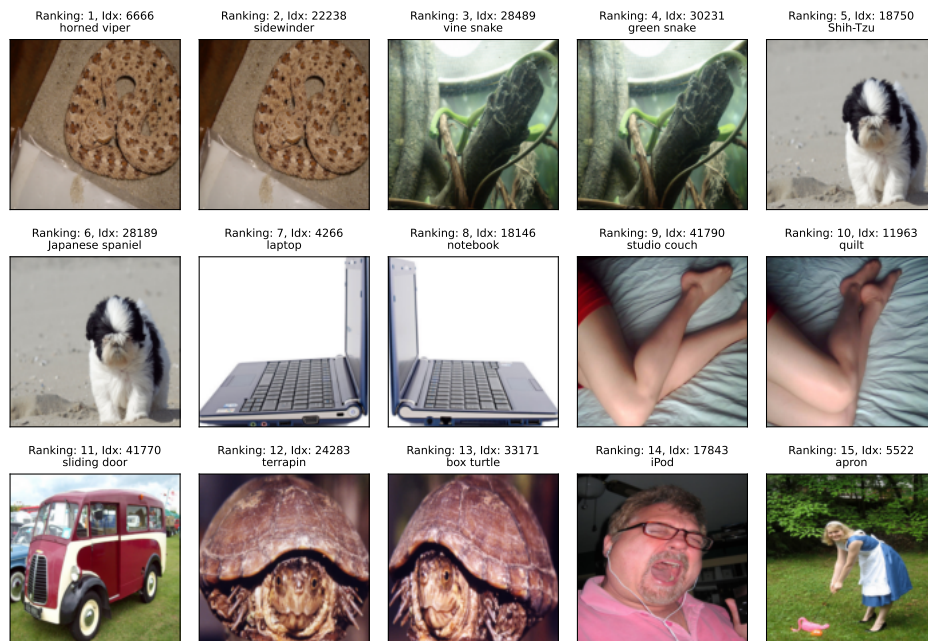 Ranking: 1, Idx: 6666
horned viper
Ranking: 2, Idx: 22238
sidewinder
Ranking: 3, Idx: 28489
vine snake
Ranking: 4, Idx: 30231
green snake
Ranking: 5, Idx: 18750
Shih-Tzu
Ranking: 6, Idx: 28189
Japanese spaniel
Ranking: 7, Idx: 4266
laptop
Ranking: 8, Idx: 18146
notebook
Ranking: 9, Idx: 41790
studio couch
Ranking: 10, Idx: 11963
quilt
Ranking: 11, Idx: 41770
sliding door
Ranking: 12, Idx: 24283
terrapin
Ranking: 13, Idx: 33171
box turtle
Ranking: 14, Idx: 17843
iPod
Ranking: 15, Idx: 5522
apron